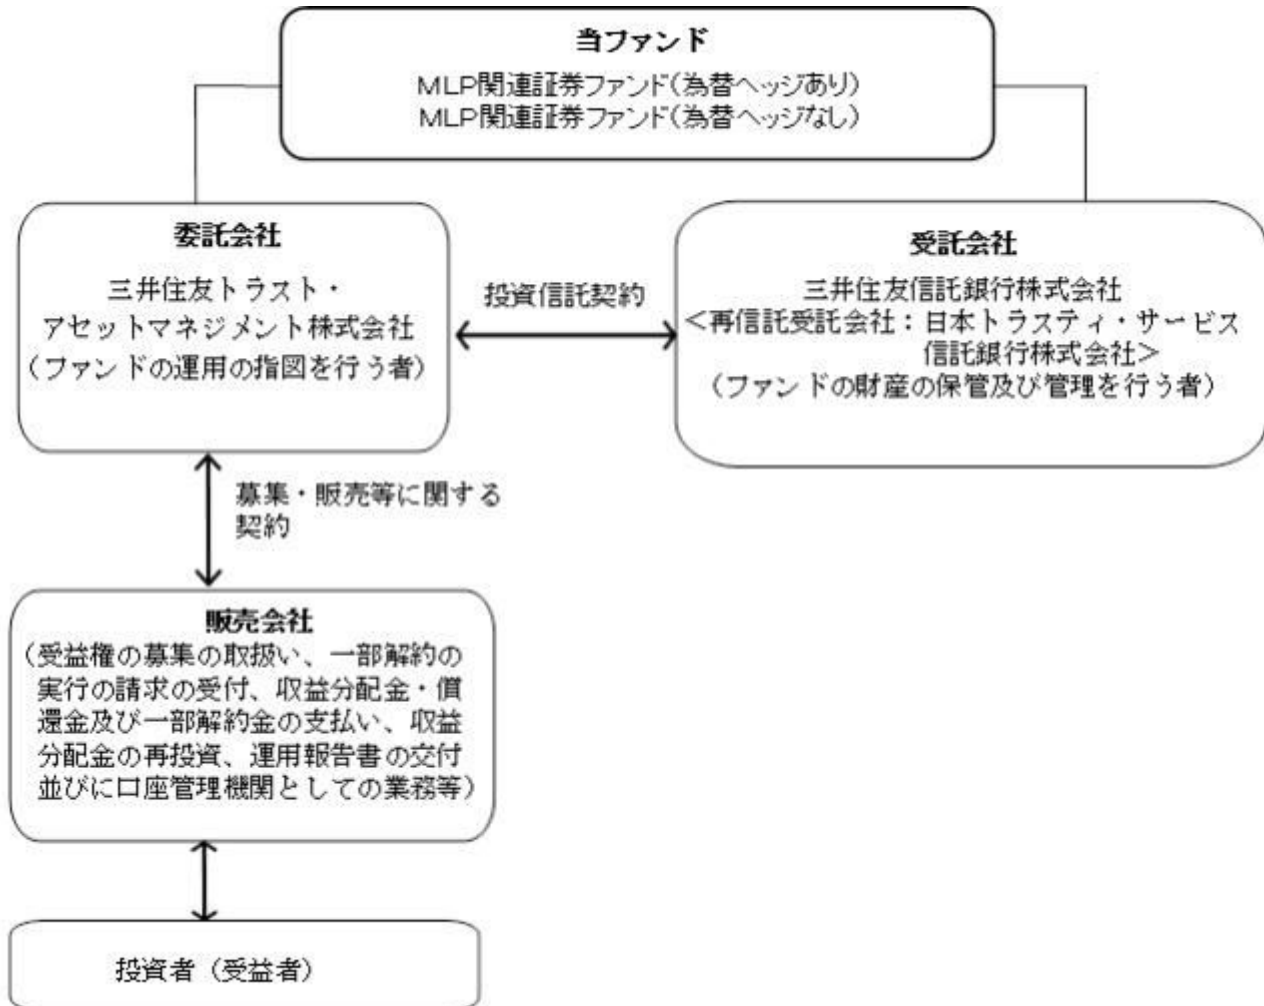 当ファンド
MLP関連証券ファンド(為替ヘッジあり)
MLP関連証券ファンド(為替ヘッジなし)
委託会社
三井住友トラスト・
アセットマネジメント株式会社
(ファンドの運用の指図を行う者)
投資信託契約
受託会社
三井住友信託銀行株式会社
<再信託受託会社:日本トラスティ・サービス
信託銀行株式会社>
(ファンドの財産の保管及び管理を行う者)
募集・販売等に関する
契約
販売会社
(受益権の募集の取扱い、一部解約の
実行の請求の受付、収益分配金・償
還金及び一部解約金の支払い、収益
分配金の再投資、運用報告書の交付
並びに口座管理機関としての業務等)
投資者(受益者)